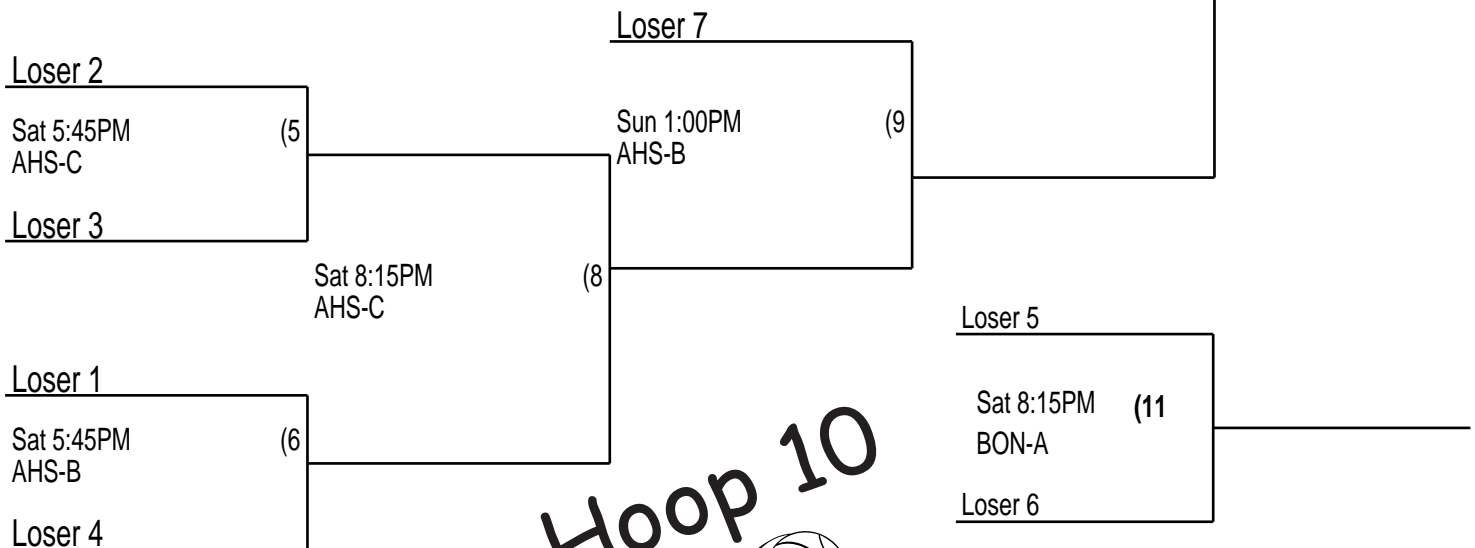 Loser 7
Loser 2
Sat 5:45PM (5
AHS-C
Sun 1:00PM (9
AHS-B
Loser 3
Sat 8:15PM (8
AHS-C
Loser 5
Loser 1
Sat 8:15PM (11
BON-A
Sat 5:45PM (6
AHS-B
Hoop 10
Loser 6
Loser 4